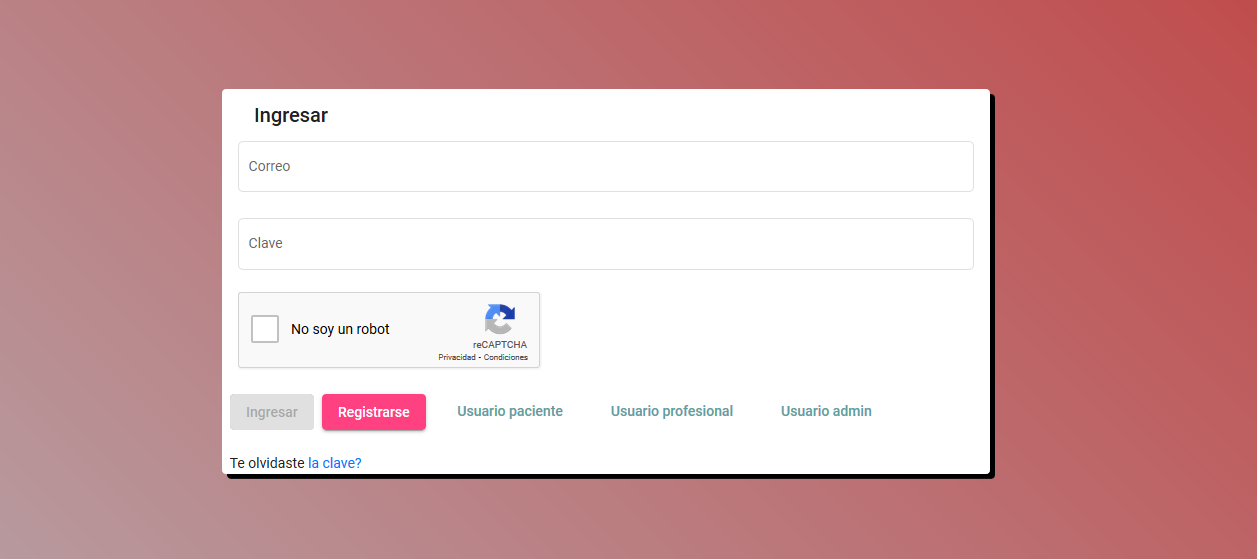 Ingresar
Correo
Clave
No soy un robot
reCAPTCHA
Privacidad - Condiciones
Ingresar Registrarse Usuario paciente Usuario profesional Usuario admin
Te olvidaste la clave?